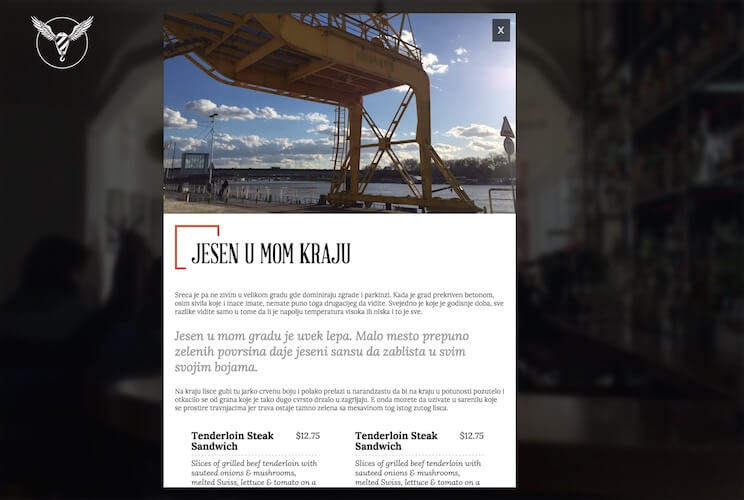 X
JESEN U MOM KRAJU
Sreca je pa ne zivim u velikom gradu gde dominiraju zgrade i parkinzi. Kada je grad prekriven betonom,
osim sivila koje i inace imate, nemate puno toga drugacijeg da vidite. Svejedno je koje je godisnje doba, sve
razlike vidite samo u tome da li je napolju temperatura visoka ili niska i to je sve.
Jesen u mom gradu je uvek lepa. Malo mesto prepuno
zelenih povrsina daje jeseni sansu da zablista u svim
svojim bojama.
Na kraju lisce gubi tu jarko crvenu boju i polako prelazi u narandzastu da bi na kraju u potunosti pozutelo i
otkacilo se od grana koje je tako dugo cvrsto drzalo u zagrljaju. E onda mozete da uzivate u sarenilu koje
se prostire travnjacima jer trava ostaje tamno zelena sa mesavinom tog istog zutog lisca.
Tenderloin Steak $12.75
Sandwich
Slices of grilled beef tenderloin with
sauteed onions & mushrooms,
melted Swiss, lettuce & tomato on a
Tenderloin Steak $12.75
Sandwich
Slices of grilled beef tenderloin with
sauteed onions & mushrooms,
melted Swiss, lettuce & tomato on a